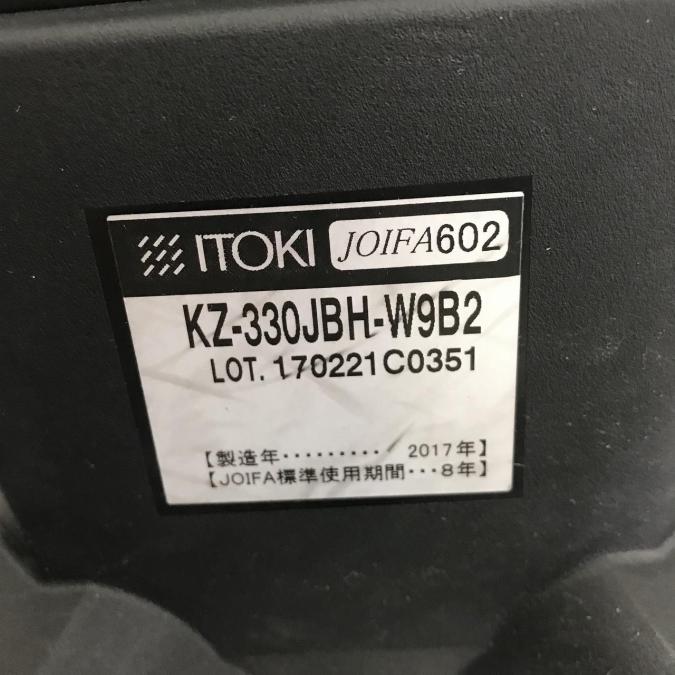 ITOKI JOIFA602
KZ-330JBH-W9B2
LOT. 170221C0351
【製造年········· 2017年】
【JOIFA標準使用期間···8年】